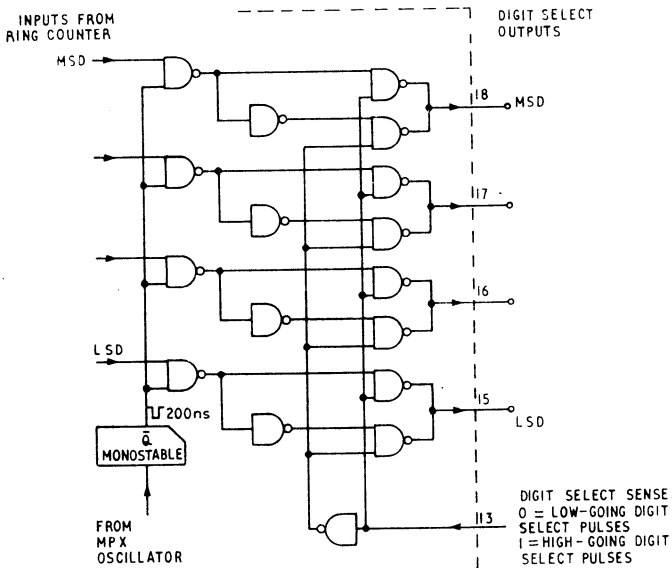 INPUTS FROM
RING COUNTER
MSD
DIGIT SELECT
OUTPUTS
18
MSD
17
16
LSD
15
LSD
200ns
Q̅
MONOSTABLE
FROM
MPX
OSCILLATOR
13
DIGIT SELECT SENSE
0 = LOW-GOING DIGIT
SELECT PULSES
1 = HIGH-GOING DIGIT
SELECT PULSES